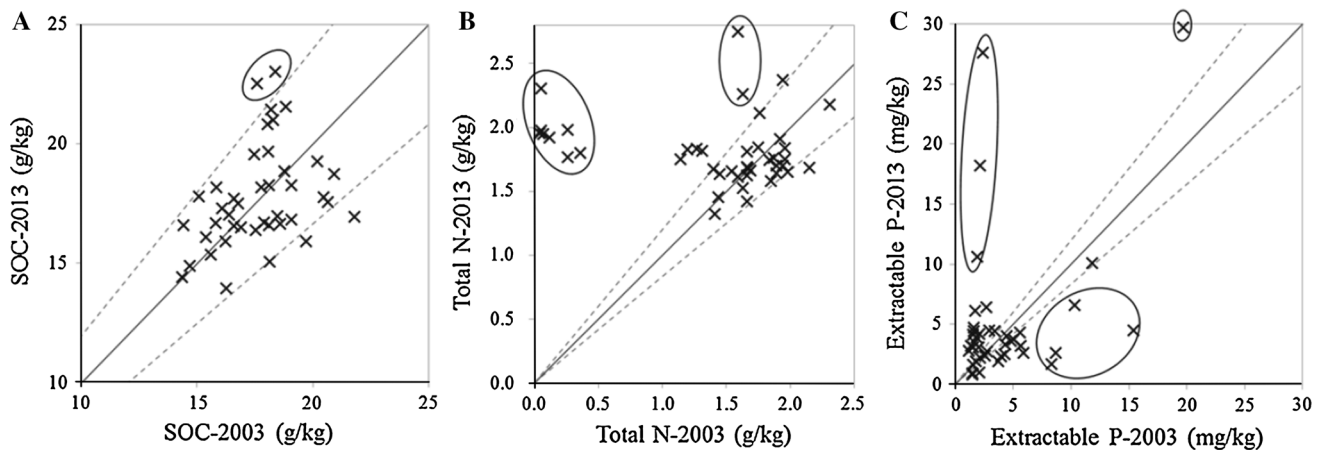 A
SOC-2013 (g/kg)
25
20
15
10
10 15 20 25
SOC-2003 (g/kg)
B
Total N-2013 (g/kg)
2.5
2.0
1.5
1.0
0.5
0.0
0.0 0.5 1.0 1.5 2.0 2.5
Total N-2003 (g/kg)
C
Extractable P-2013 (mg/kg)
30
25
20
15
10
5
0
0 5 10 15 20 25 30
Extractable P-2003 (mg/kg)